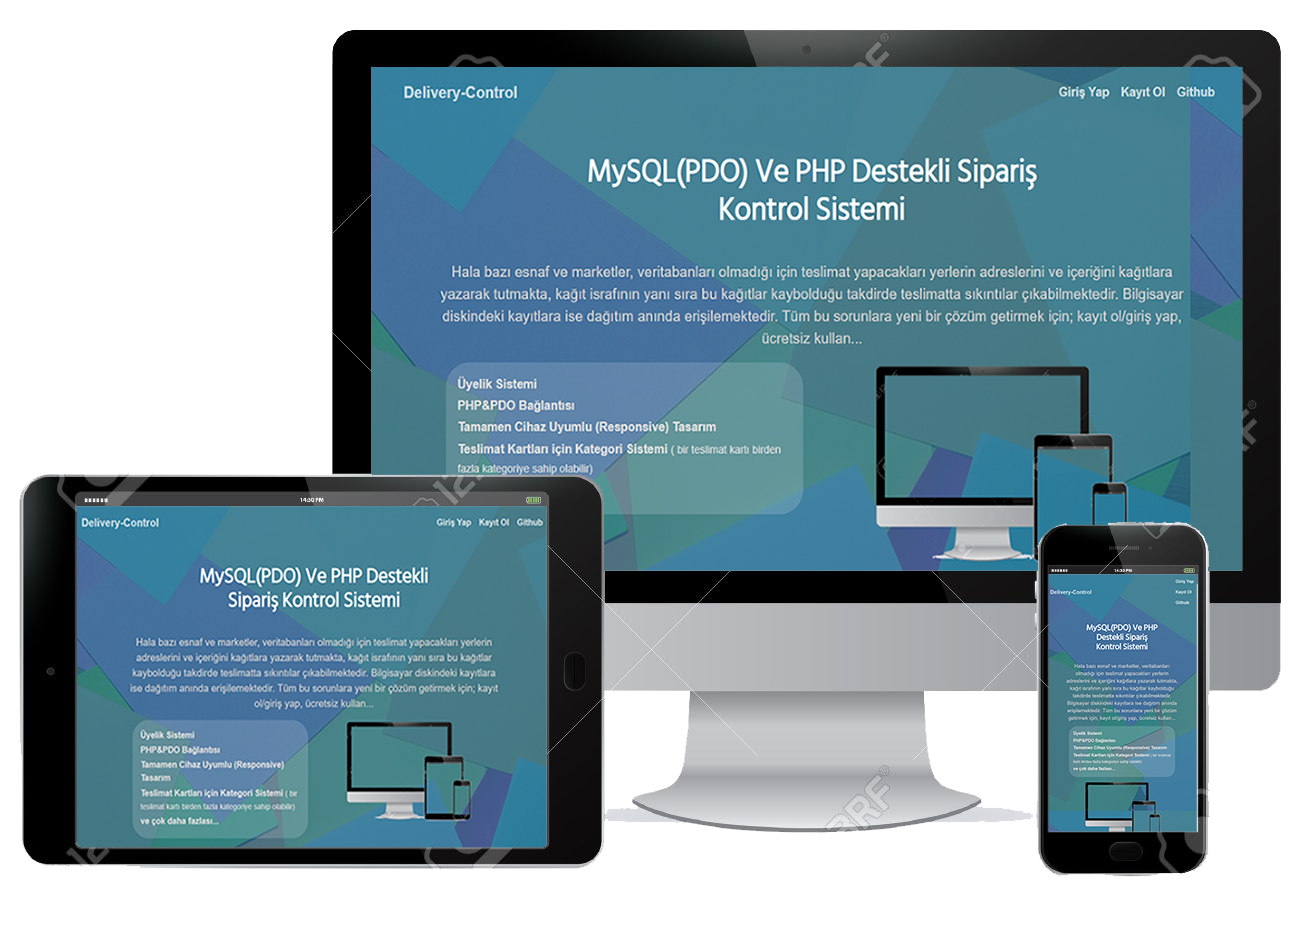 Delivery-Control
Giriş Yap Kayıt Ol Github
MySQL(PDO) Ve PHP Destekli Sipariş
Kontrol Sistemi
Hala bazı esnaf ve marketler, veritabanları olmadığı için teslimat yapacakları yerlerin adreslerini ve içeriğini kağıtlara
yazarak tutmakta, kağıt israfının yanı sıra bu kağıtlar kaybolduğu takdirde teslimatta sıkıntılar çıkabilmektedir. Bilgisayar
diskindeki kayıtlara ise dağıtım anında erişilemektedir. Tüm bu sorunlara yeni bir çözüm getirmek için; kayıt ol/giriş yap,
ücretsiz kullan...
Üyelik Sistemi
PHP&PDO Bağlantısı
Tamamen Cihaz Uyumlu (Responsive) Tasarım
Teslimat Kartları için Kategori Sistemi ( bir teslimat kartı birden
fazla kategoriye sahip olabilir)
14:30 PM
Delivery-Control
Giriş Yap Kayıt Ol Github
MySQL(PDO) Ve PHP Destekli
Sipariş Kontrol Sistemi
Hala bazı esnaf ve marketler, veritabanları olmadığı için teslimat yapacakları yerlerin
adreslerini ve içeriğini kağıtlara yazarak tutmakta, kağıt israfının yanı sıra bu kağıtlar
kaybolduğu takdirde teslimatta sıkıntılar çıkabilmektedir. Bilgisayar diskindeki kayıtlara
ise dağıtım anında erişilemektedir. Tüm bu sorunlara yeni bir çözüm getirmek için; kayıt
ol/giriş yap, ücretsiz kullan...
Üyelik Sistemi
PHP&PDO Bağlantısı
Tamamen Cihaz Uyumlu (Responsive)
Tasarım
Teslimat Kartları için Kategori Sistemi ( bir
teslimat kartı birden fazla kategoriye sahip olabilir)
ve çok daha fazlası...
14:30 PM
Giriş Yap
Delivery-Control
Kayıt Ol
Github
MySQL(PDO) Ve PHP
Destekli Sipariş
Kontrol Sistemi
Hala bazı esnaf ve marketler, veritabanları
olmadığı için teslimat yapacakları yerlerin
adreslerini ve içeriğini kağıtlara yazarak tutmakta,
kağıt israfının yanı sıra bu kağıtlar kaybolduğu
takdirde teslimatta sıkıntılar çıkabilmektedir.
Bilgisayar diskindeki kayıtlara ise dağıtım anında
erişilemektedir. Tüm bu sorunlara yeni bir çözüm
getirmek için; kayıt ol/giriş yap, ücretsiz kullan...
Üyelik Sistemi
PHP&PDO Bağlantısı
Tamamen Cihaz Uyumlu (Responsive) Tasarım
Teslimat Kartları için Kategori Sistemi ( bir teslimat
kartı birden fazla kategoriye sahip olabilir)
ve çok daha fazlası...